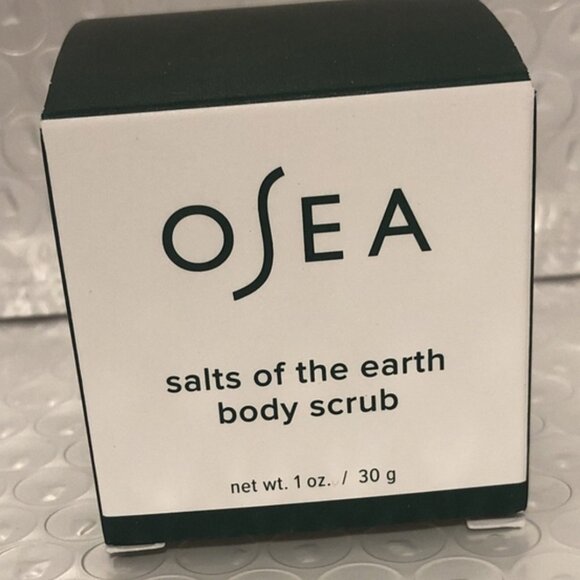 OSEA
salts of the earth
body scrub
net wt. 1 oz. / 30 g